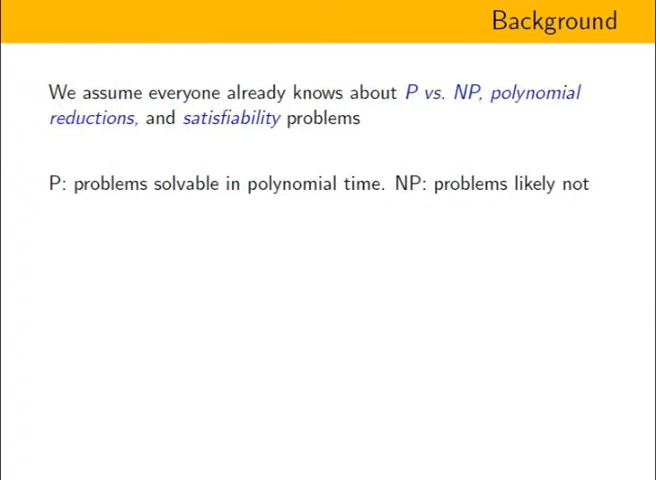 Background
We assume everyone already knows about P vs. NP, polynomial
reductions, and satisfiability problems
P: problems solvable in polynomial time. NP: problems likely not